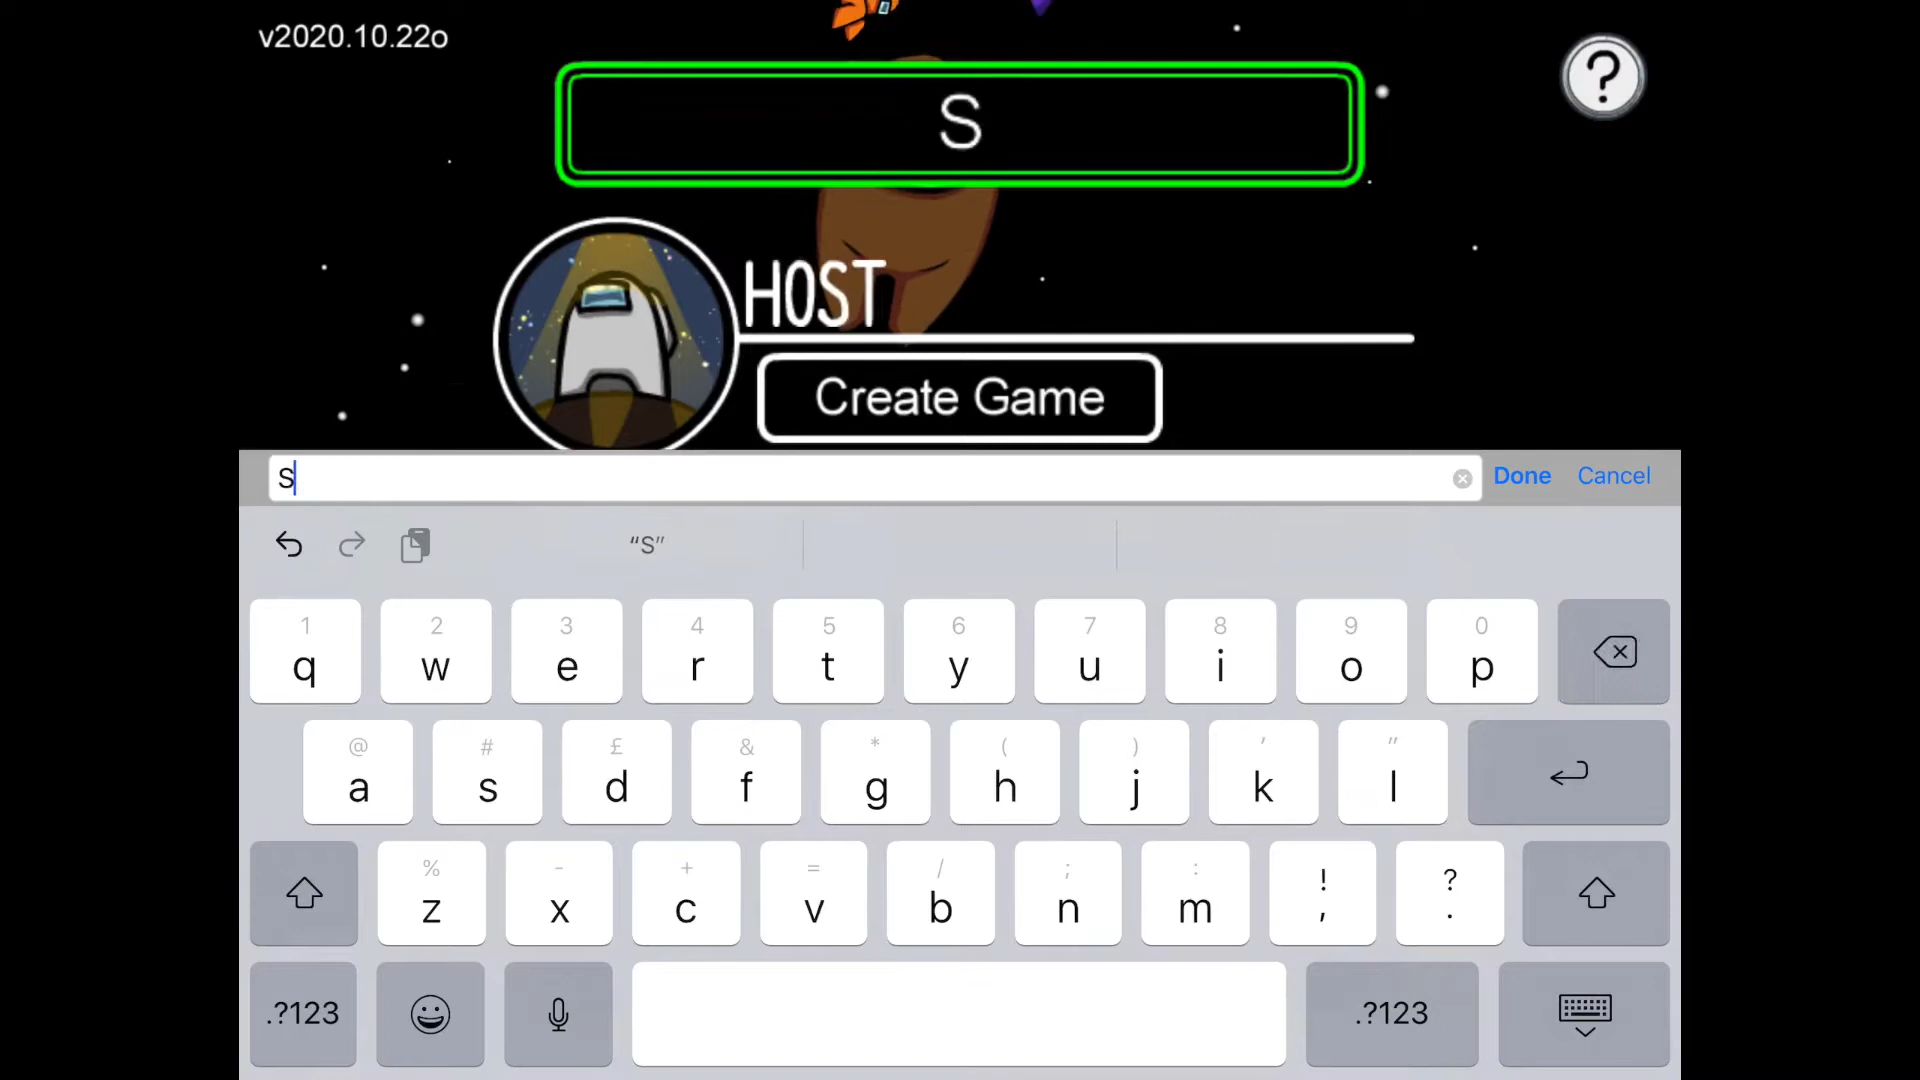 v2020.10.22o
?
S
HOST
Create Game
S
Done Cancel
“S”
1 2 3 4 5 6 7 8 9 0
q w e r t y u i o p
@ # £ & * ( ) ' "
a s d f g h j k l
% - + = / ; : ! ?
z x c v b n m , .
.?123 .?123